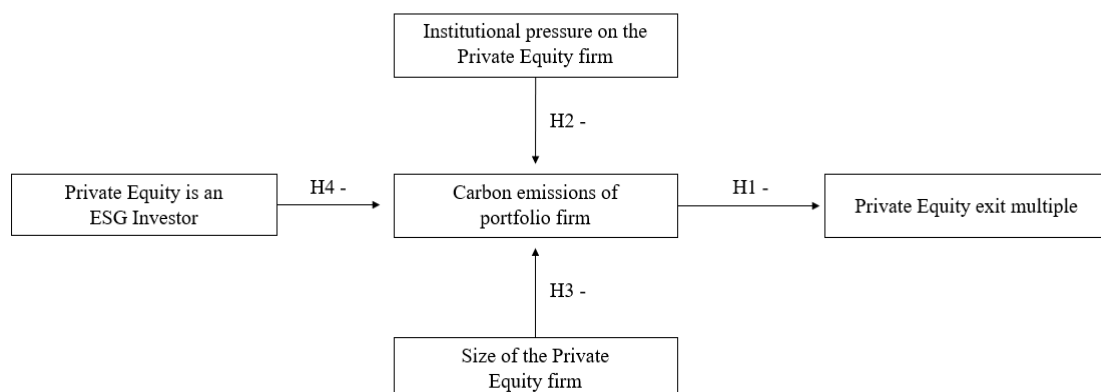 Institutional pressure on the
Private Equity firm
H2 -
Private Equity is an
ESG Investor
H4 -
Carbon emissions of
portfolio firm
H1 -
Private Equity exit multiple
H3 -
Size of the Private
Equity firm